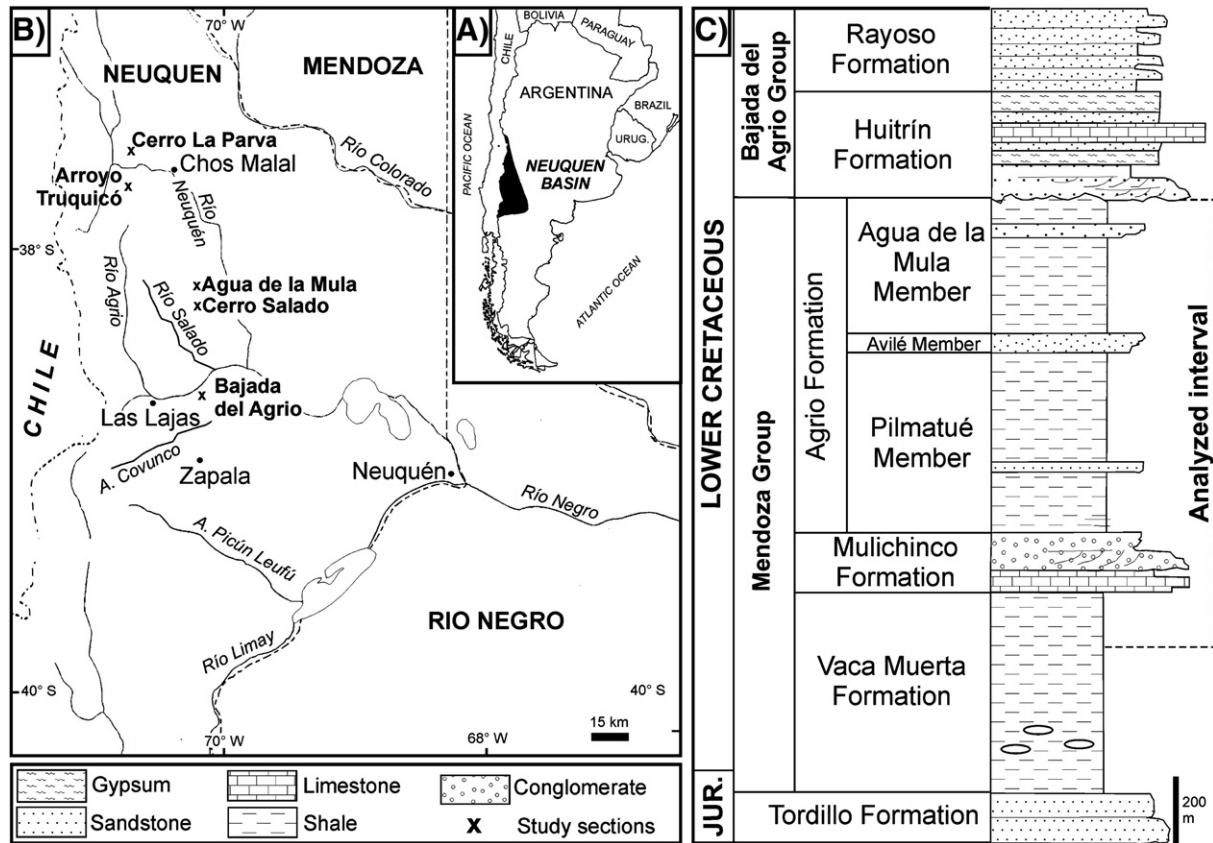 B)
70° W
NEUQUEN
MENDOZA
Cerro La Parva
Chos Malal
Arroyo
Truquicó
Río
Neuquén
Río Colorado
38° S
Río Agrio
Agua de la Mula
Cerro Salado
Río Salado
CHILE
Bajada
del Agrio
Las Lajas
A. Covunco
Zapala
Neuquén
Río Negro
A. Picún Leufú
RIO NEGRO
Río Limay
40° S
40° S
15 km
70° W
68° W
A)
BOLIVIA
PARAGUAY
CHILE
ARGENTINA
BRAZIL
URUG.
PACIFIC OCEAN
NEUQUEN
BASIN
ATLANTIC OCEAN
Gypsum
Limestone
Conglomerate
Sandstone
Shale
x Study sections
C)
Bajada del
Agrio Group
Rayoso
Formation
Huitrín
Formation
LOWER CRETACEOUS
Mendoza Group
Agrio Formation
Agua de la
Mula
Member
Avilé Member
Pilmatué
Member
Analyzed interval
Mulichinco
Formation
Vaca Muerta
Formation
JUR.
Tordillo Formation
200
m